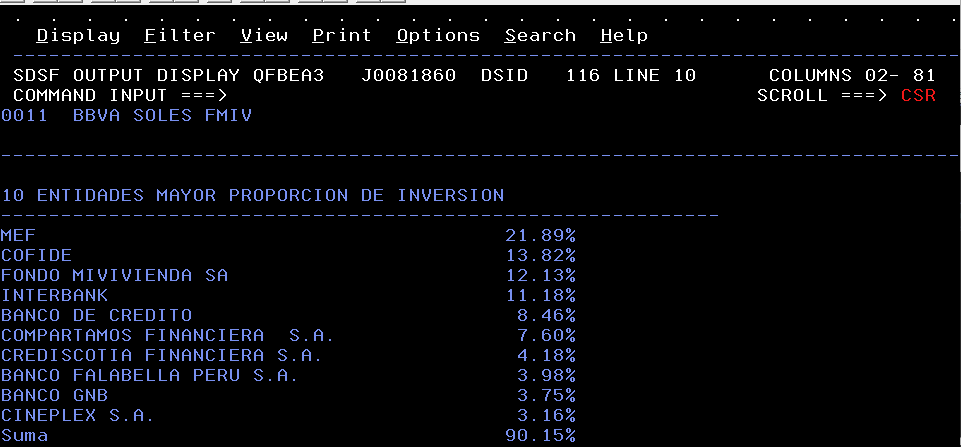 Display Filter View Print Options Search Help
SDSF OUTPUT DISPLAY QFBEA3 J0081860 DSID 116 LINE 10 COLUMNS 02- 81
COMMAND INPUT ===> SCROLL ===> CSR
0011 BBVA SOLES FMIV
10 ENTIDADES MAYOR PROPORCION DE INVERSION
MEF 21.89%
COFIDE 13.82%
FONDO MIVIVIENDA SA 12.13%
INTERBANK 11.18%
BANCO DE CREDITO 8.46%
COMPARTAMOS FINANCIERA S.A. 7.60%
CREDISCOTIA FINANCIERA S.A. 4.18%
BANCO FALABELLA PERU S.A. 3.98%
BANCO GNB 3.75%
CINEPLEX S.A. 3.16%
Suma 90.15%